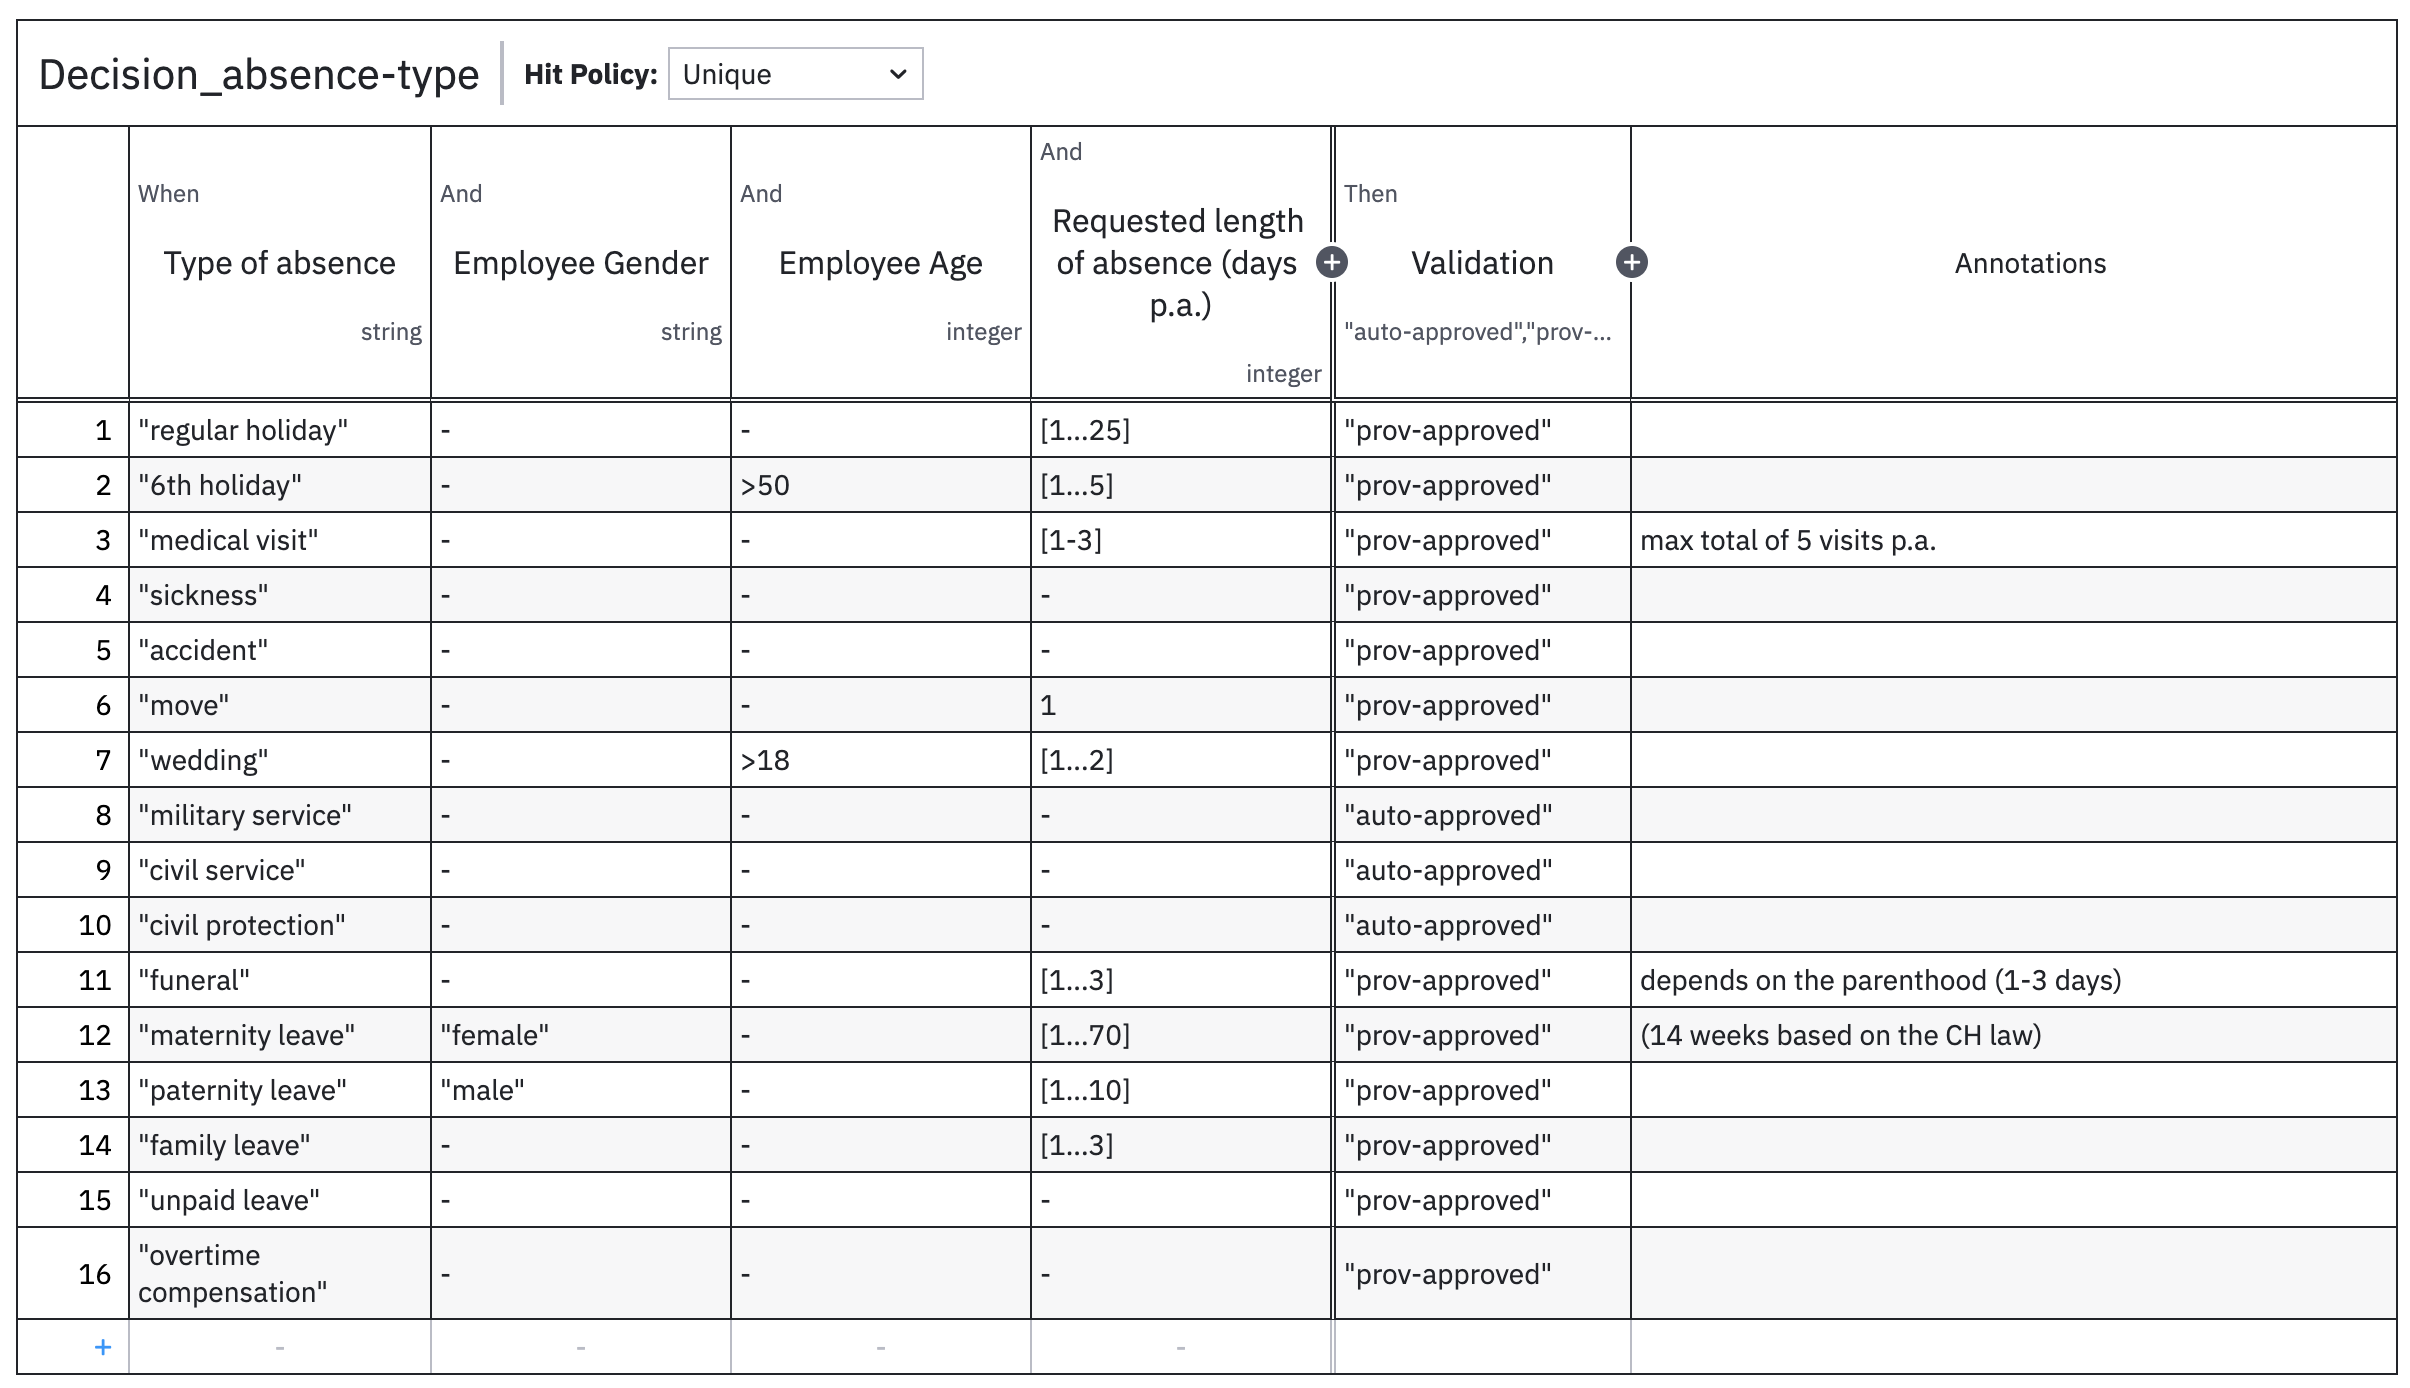 Decision_absence-type Hit Policy: Unique
When And And And Then
Type of absence Employee Gender Employee Age Requested length of absence (days p.a.) Validation Annotations
string string integer integer "auto-approved","prov-...
1 "regular holiday" - - [1...25] "prov-approved"
2 "6th holiday" - >50 [1...5] "prov-approved"
3 "medical visit" - - [1-3] "prov-approved" max total of 5 visits p.a.
4 "sickness" - - - "prov-approved"
5 "accident" - - - "prov-approved"
6 "move" - - 1 "prov-approved"
7 "wedding" - >18 [1...2] "prov-approved"
8 "military service" - - - "auto-approved"
9 "civil service" - - - "auto-approved"
10 "civil protection" - - - "auto-approved"
11 "funeral" - - [1...3] "prov-approved" depends on the parenthood (1-3 days)
12 "maternity leave" "female" - [1...70] "prov-approved" (14 weeks based on the CH law)
13 "paternity leave" "male" - [1...10] "prov-approved"
14 "family leave" - - [1...3] "prov-approved"
15 "unpaid leave" - - - "prov-approved"
16 "overtime compensation" - - - "prov-approved"
+ - - - -